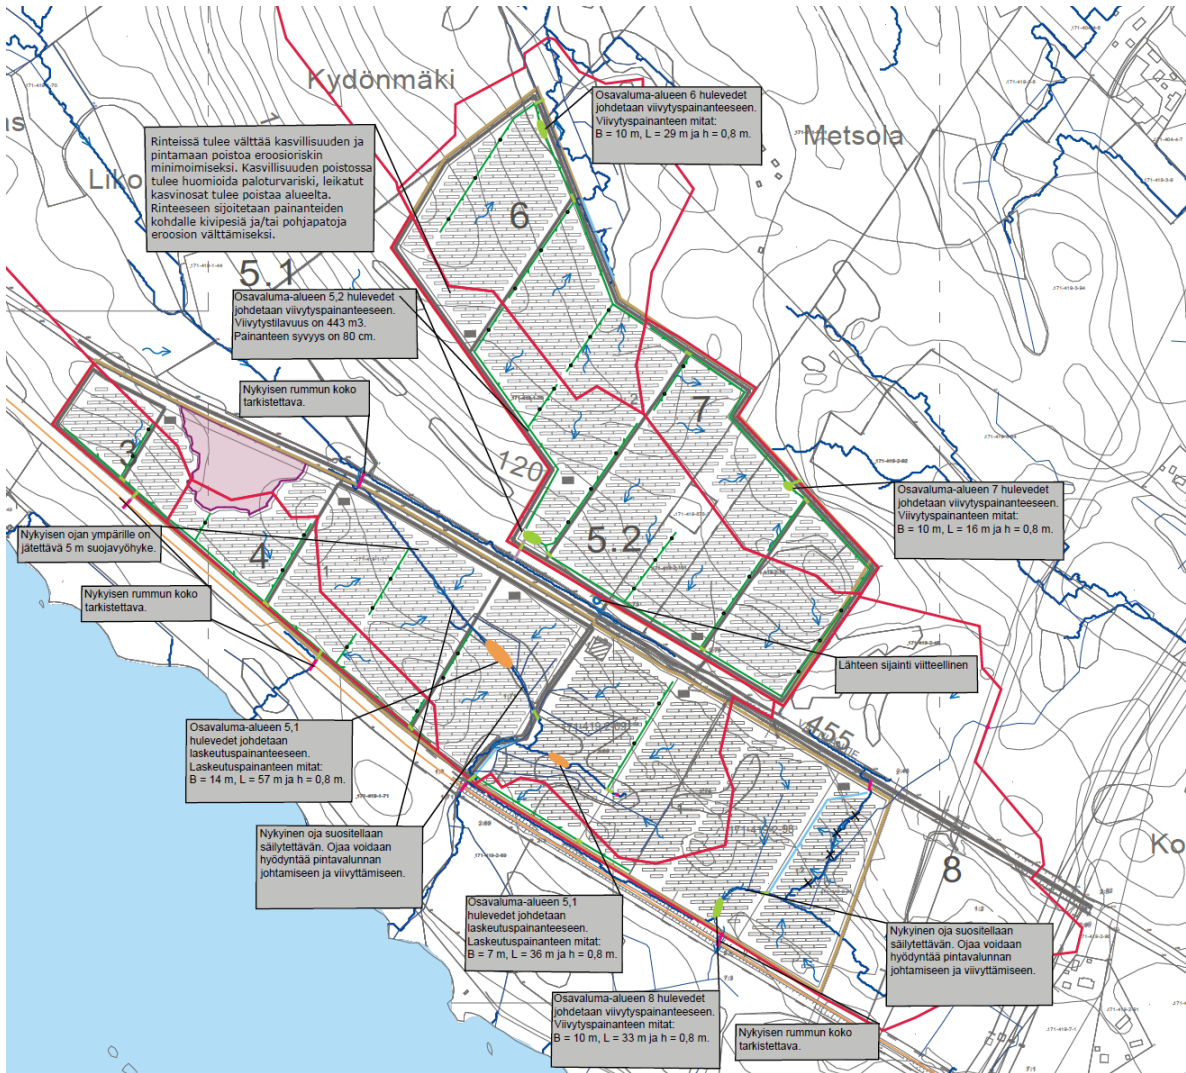 Kydönmäki
Metsola
Osavaluma-alueen 6 hulevedet
johdetaan viivytyspainanteeseen.
Viivytyspainanteen mitat:
B = 10 m, L = 29 m ja h = 0,8 m.
Rinteissä tulee välttää kasvillisuuden ja
pintamaan poistoa eroosioriskin
minimoimiseksi. Kasvillisuuden poistossa
tulee huomioida paloturvariski, leikatut
kasvinosat tulee poistaa alueelta.
Rinteeseen sijoitetaan painanteiden
kohdalle kivipesiä ja/tai pohjapatoja
eroosion välttämiseksi.
6
5.1
Osavaluma-alueen 5,2 hulevedet
johdetaan viivytyspainanteeseen.
Viivytystilavuus on 443 m3.
Painanteen syvyys on 80 cm.
Nykyisen rummun koko
tarkistettava.
7
3
120
Osavaluma-alueen 7 hulevedet
johdetaan viivytyspainanteeseen.
Viivytyspainanteen mitat:
B = 10 m, L = 16 m ja h = 0,8 m.
5.2
4
Nykyisen ojan ympärille on
jätettävä 5 m suojavyöhyke.
Nykyisen rummun koko
tarkistettava.
Lähteen sijainti viitteellinen
Osavaluma-alueen 5,1
hulevedet johdetaan
laskeutuspainanteeseen.
Laskeutuspainanteen mitat:
B = 14 m, L = 57 m ja h = 0,8 m.
455
171-419-1-71
Nykyinen oja suositellaan
säilytettävän. Ojaa voidaan
hyödyntää pintavalunnan
johtamiseen ja viivyttämiseen.
8
Ko
Osavaluma-alueen 5,1
hulevedet johdetaan
laskeutuspainanteeseen.
Laskeutuspainanteen mitat:
B = 7 m, L = 36 m ja h = 0,8 m.
Nykyinen oja suositellaan
säilytettävän. Ojaa voidaan
hyödyntää pintavalunnan
johtamiseen ja viivyttämiseen.
Osavaluma-alueen 8 hulevedet
johdetaan viivytyspainanteeseen.
Viivytyspainanteen mitat:
B = 10 m, L = 33 m ja h = 0,8 m.
Nykyisen rummun koko
tarkistettava.